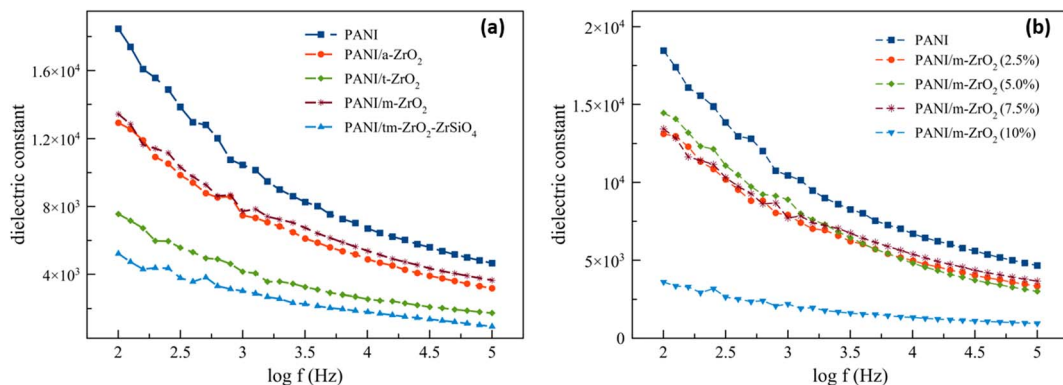 (a)
PANI
PANI/a-ZrO₂
PANI/t-ZrO₂
PANI/m-ZrO₂
PANI/tm-ZrO₂-ZrSiO₄
dielectric constant
1.6×10⁴
1.2×10⁴
8×10³
4×10³
2 2.5 3 3.5 4 4.5 5
log f (Hz)
(b)
PANI
PANI/m-ZrO₂ (2.5%)
PANI/m-ZrO₂ (5.0%)
PANI/m-ZrO₂ (7.5%)
PANI/m-ZrO₂ (10%)
dielectric constant
2×10⁴
1.5×10⁴
1×10⁴
5×10³
0
2 2.5 3 3.5 4 4.5 5
log f (Hz)